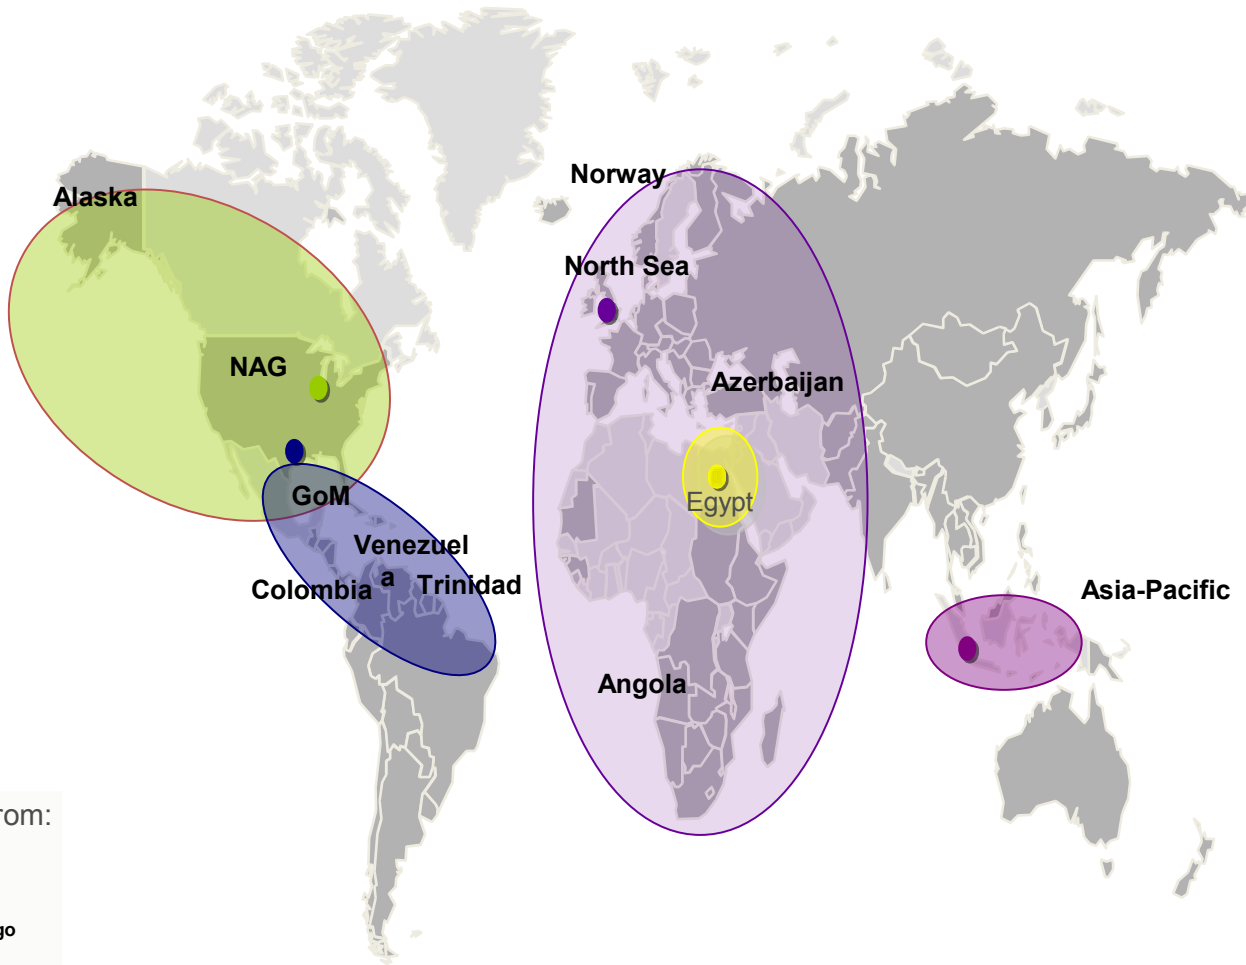 Norway
Alaska
North Sea
NAG
Azerbaijan
GoM
Egypt
Venezuel
a
Colombia
Trinidad
Asia-Pacific
Angola
rom:
go